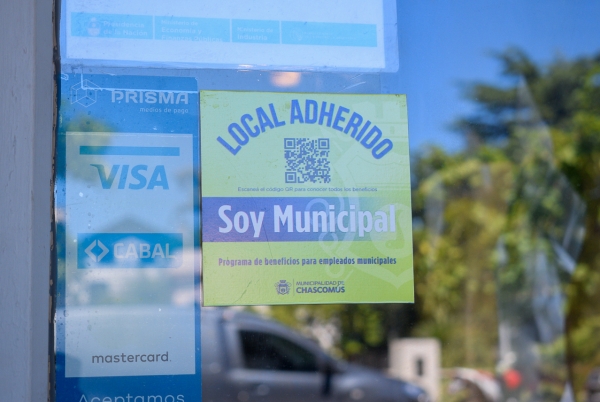 PRISMA
medios de pago
VISA
CABAL
mastercard.
Aceptamos
LOCAL ADHERIDO
Escanea el código QR para conocer todos los beneficios
Soy Municipal
Programa de beneficios para empleados municipales
MUNICIPALIDAD DE
CHASCOMÚS